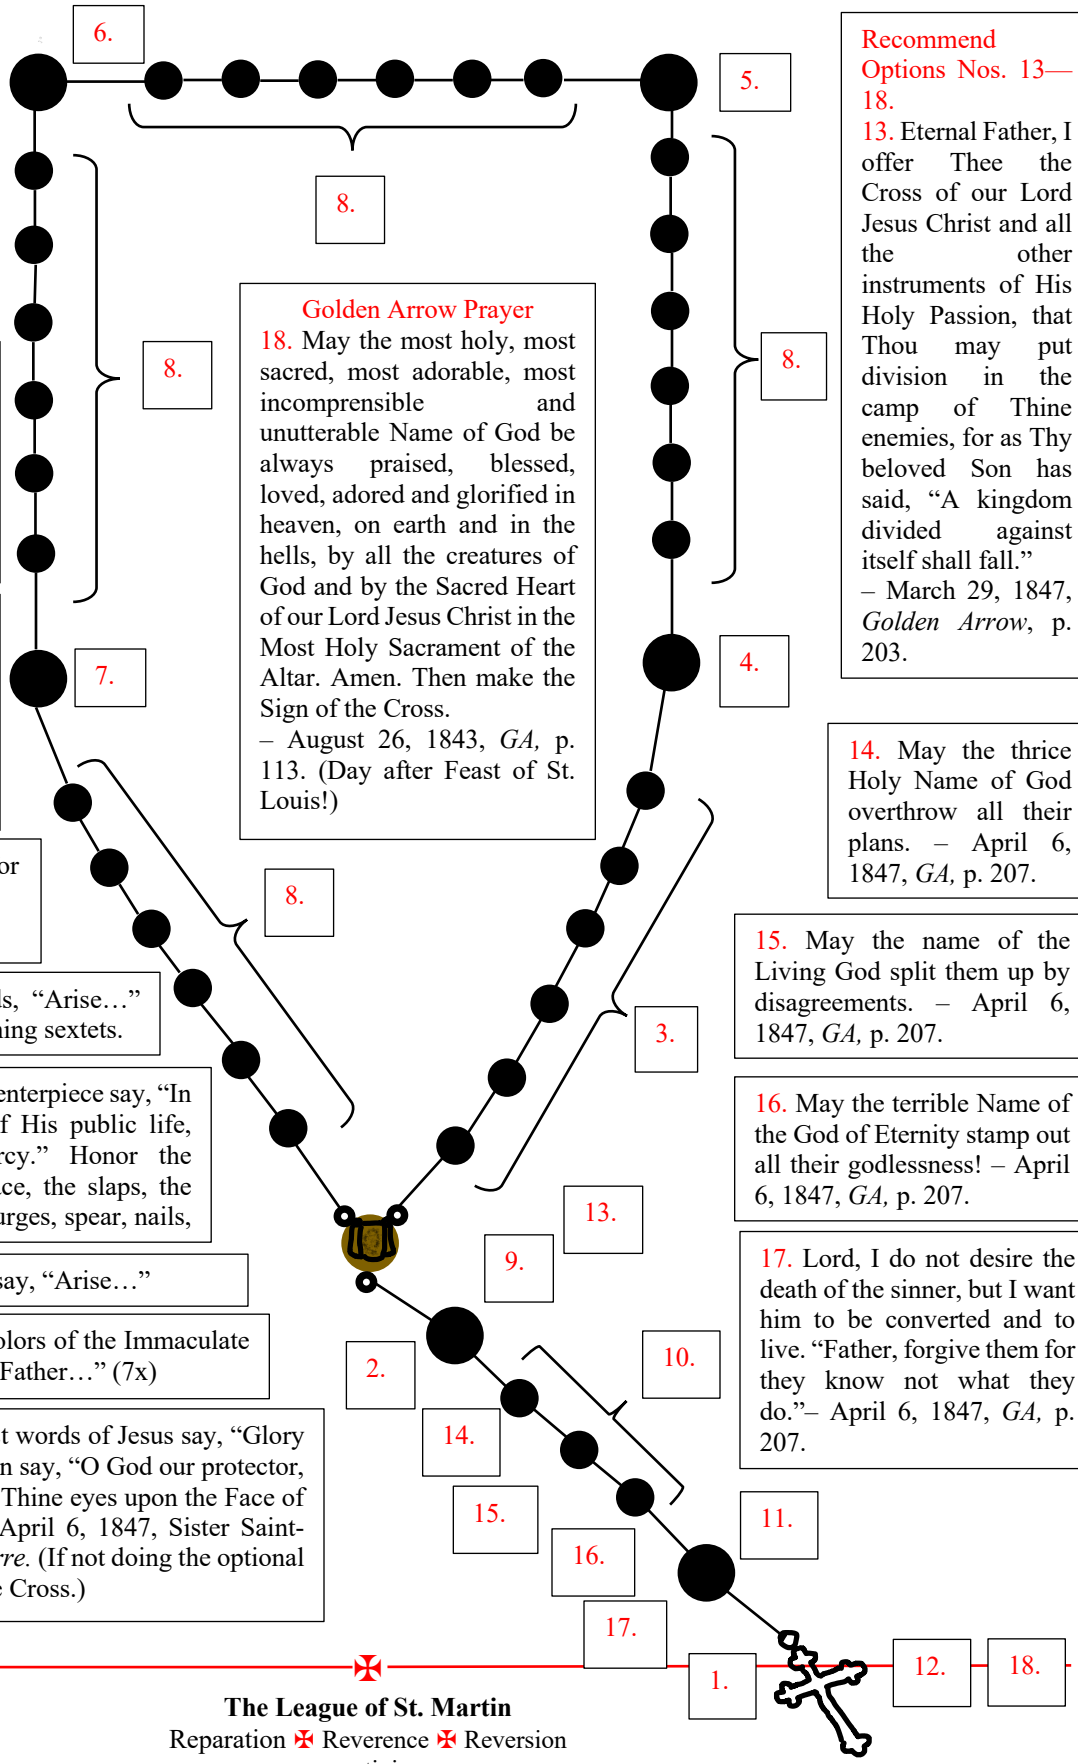 6.
5.
8.
8.
8.
7.
4.
Golden Arrow Prayer
18. May the most holy, most
sacred, most adorable, most
incomprensible and
unutterable Name of God be
always praised, blessed,
loved, adored and glorified in
heaven, on earth and in the
hells, by all the creatures of
God and by the Sacred Heart
of our Lord Jesus Christ in the
Most Holy Sacrament of the
Altar. Amen. Then make the
Sign of the Cross.
– August 26, 1843, GA, p.
113. (Day after Feast of St.
Louis!)
Recommend
Options Nos. 13—
18.
13. Eternal Father, I
offer Thee the
Cross of our Lord
Jesus Christ and all
the other
instruments of His
Holy Passion, that
Thou may put
division in the
camp of Thine
enemies, for as Thy
beloved Son has
said, “A kingdom
divided against
itself shall fall.”
– March 29, 1847,
Golden Arrow, p.
203.
14. May the thrice
Holy Name of God
overthrow all their
plans. – April 6,
1847, GA, p. 207.
15. May the name of the
Living God split them up by
disagreements. – April 6,
1847, GA, p. 207.
16. May the terrible Name of
the God of Eternity stamp out
all their godlessness! – April
6, 1847, GA, p. 207.
17. Lord, I do not desire the
death of the sinner, but I want
him to be converted and to
live. “Father, forgive them for
they know not what they
do.”– April 6, 1847, GA, p.
207.
8.
3.
or
“Arise…”
sextets.
say, “In
His public life,
Honor the
the slaps, the
spear, nails,
say, “Arise…”
of the Immaculate
Father…” (7x)
words of Jesus say, “Glory
say, “O God our protector,
Thine eyes upon the Face of
April 6, 1847, Sister Saint-
(If not doing the optional
Cross.)
13.
9.
2.
10.
14.
15.
11.
16.
17.
1.
12.
18.
The League of St. Martin
Reparation ✠ Reverence ✠ Reversion